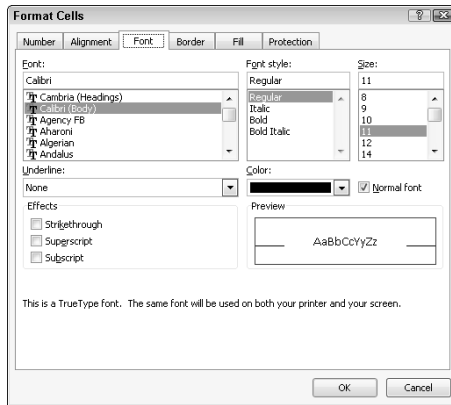 Format Cells
Number Alignment Font Border Fill Protection
Font: Font style: Size:
Calibri Regular 11
Cambria (Headings) Regular 8
Calibri (Body) Italic 9
Agency FB Bold 10
Aharoni Bold Italic 11
Algerian 12
Andalus 14
Underline: Color:
None Normal font
Effects Preview
Strikethrough
Superscript AaBbCcYyZz
Subscript
This is a TrueType font. The same font will be used on both your printer and your screen.
OK Cancel